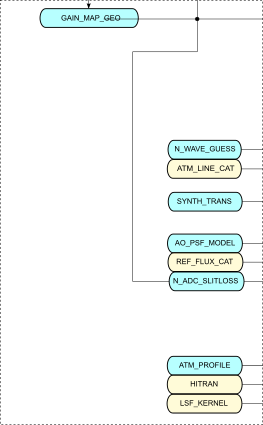 GAIN_MAP_GEO
N_WAVE_GUESS
ATM_LINE_CAT
SYNTH_TRANS
AO_PSF_MODEL
REF_FLUX_CAT
N_ADC_SLITLOSS
ATM_PROFILE
HITRAN
LSF_KERNEL